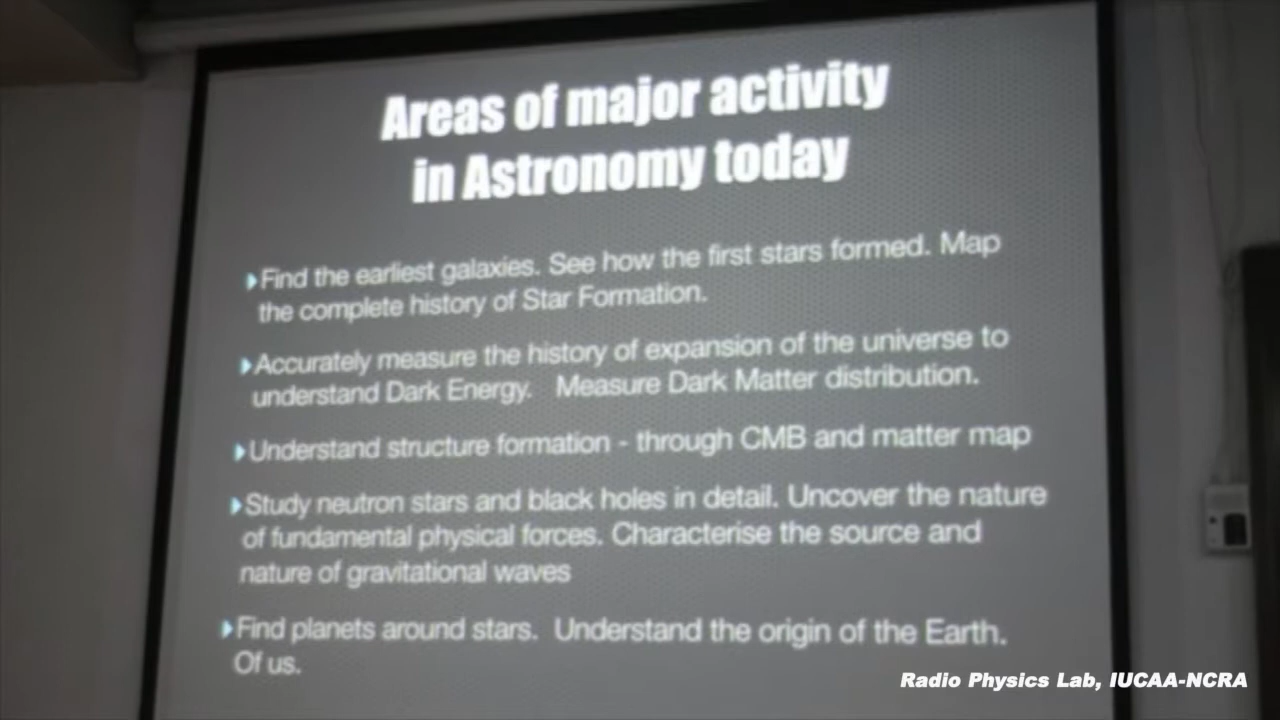 Areas of major activity
in Astronomy today
Find the earliest galaxies. See how the first stars formed. Map
the complete history of Star Formation.
Accurately measure the history of expansion of the universe to
understand Dark Energy. Measure Dark Matter distribution.
Understand structure formation - through CMB and matter map
Study neutron stars and black holes in detail. Uncover the nature
of fundamental physical forces. Characterise the source and
nature of gravitational waves
Find planets around stars. Understand the origin of the Earth.
Of us.
Radio Physics Lab, IUCAA-NCRA